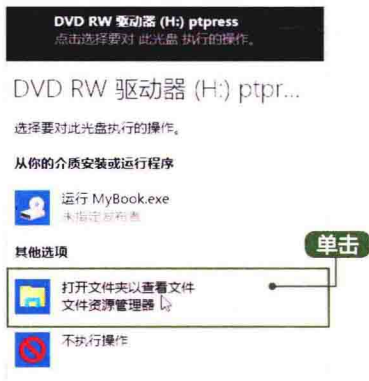 DVD RW 驱动器 (H:) ptpress
点击选择要对 此光盘 执行的操作。
DVD RW 驱动器 (H:) ptpr...
选择要对此光盘执行的操作。
从你的介质安装或运行程序
运行 MyBook.exe
未指定发布者
其他选项
单击
打开文件夹以查看文件
文件资源管理器
不执行操作